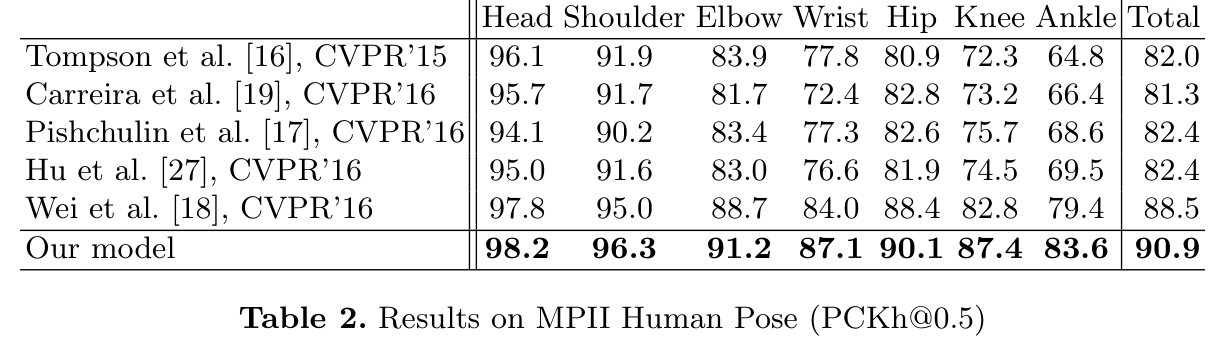 Head Shoulder Elbow Wrist Hip Knee Ankle Total
Tompson et al. [16], CVPR'15 96.1 91.9 83.9 77.8 80.9 72.3 64.8 82.0
Carreira et al. [19], CVPR'16 95.7 91.7 81.7 72.4 82.8 73.2 66.4 81.3
Pishchulin et al. [17], CVPR'16 94.1 90.2 83.4 77.3 82.6 75.7 68.6 82.4
Hu et al. [27], CVPR'16 95.0 91.6 83.0 76.6 81.9 74.5 69.5 82.4
Wei et al. [18], CVPR'16 97.8 95.0 88.7 84.0 88.4 82.8 79.4 88.5
Our model 98.2 96.3 91.2 87.1 90.1 87.4 83.6 90.9
Table 2. Results on MPII Human Pose (PCKh@0.5)